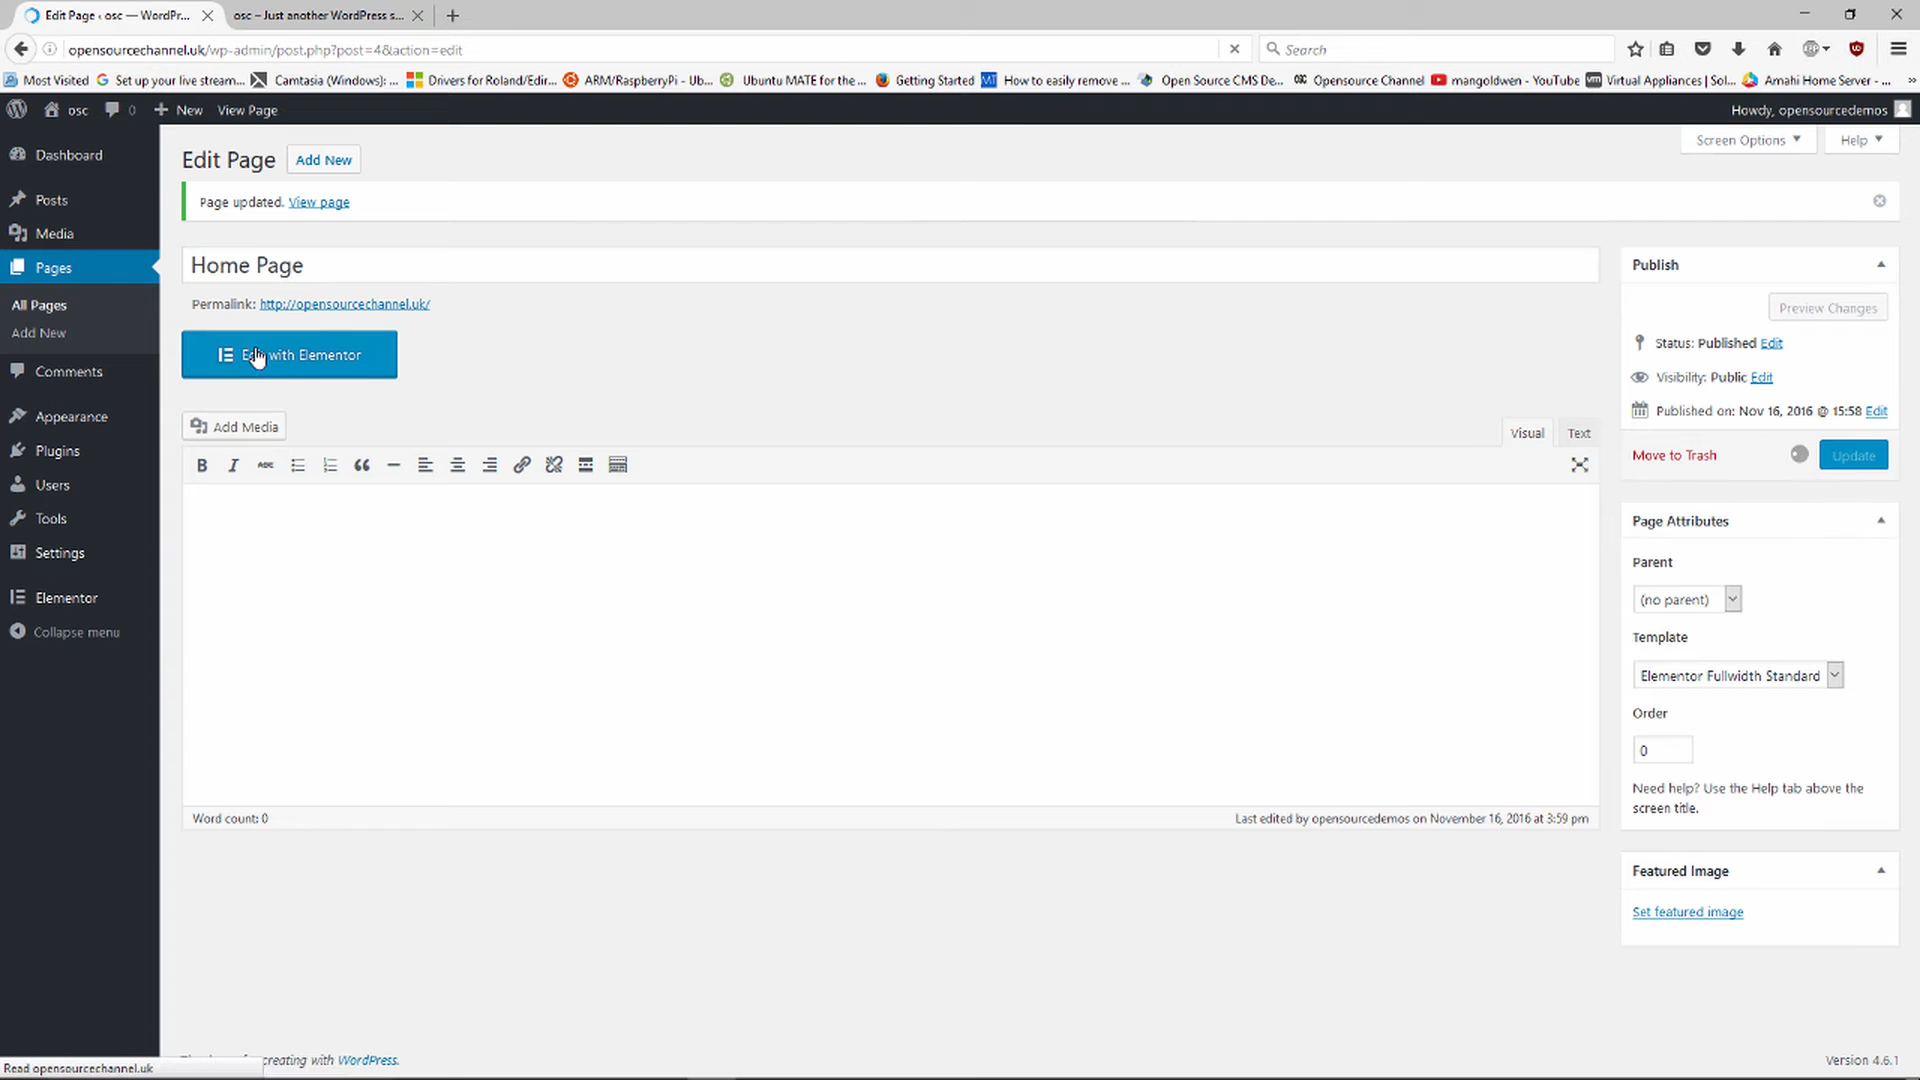 Edit Page ‹ osc — WordPr...
osc – Just another WordPress s...
opensourcechannel.uk/wp-admin/post.php?post=4&action=edit
Search
Most Visited
Set up your live stream...
Camtasia (Windows): ...
Drivers for Roland/Edir...
ARM/RaspberryPi - Ub...
Ubuntu MATE for the ...
Getting Started
How to easily remove ...
Open Source CMS De...
Opensource Channel
mangoldwen - YouTube
Virtual Appliances | Sol...
Amahi Home Server - ...
osc
0
New
View Page
Howdy, opensourcedemos
Dashboard
Posts
Media
Pages
All Pages
Add New
Comments
Appearance
Plugins
Users
Tools
Settings
Elementor
Collapse menu
Screen Options
Help
Edit Page
Add New
Page updated. View page
Home Page
Permalink: http://opensourcechannel.uk/
with Elementor
Add Media
Visual
Text
B I ABC
Word count: 0
Last edited by opensourcedemos on November 16, 2016 at 3:59 pm
Publish
Preview Changes
Status: Published Edit
Visibility: Public Edit
Published on: Nov 16, 2016 @ 15:58 Edit
Move to Trash
Update
Page Attributes
Parent
(no parent)
Template
Elementor Fullwidth Standard
Order
0
Need help? Use the Help tab above the
screen title.
Featured Image
Set featured image
creating with WordPress.
Version 4.6.1
Read opensourcechannel.uk